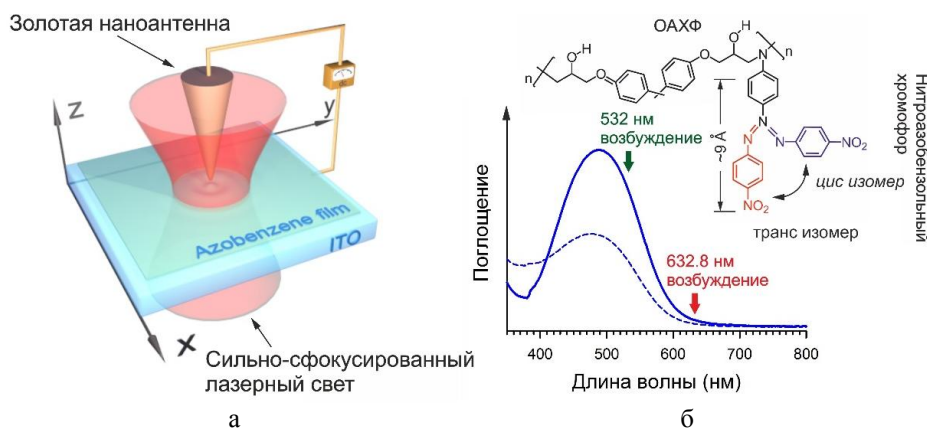 Золотая
наноантенна
z
y
x
Azobenzene film
ITO
Сильно-сфокусированный
лазерный свет
а
ОАХФ
O
H
n
O
O
O
H
N
n
532 нм
возбуждение
~9 Å
N
N
N
N
NO2
NO2
цис изомер
транс изомер
Нитроазобензольный
хромофор
632.8 нм
возбуждение
Поглощение
400
500
600
700
800
Длина волны (нм)
б